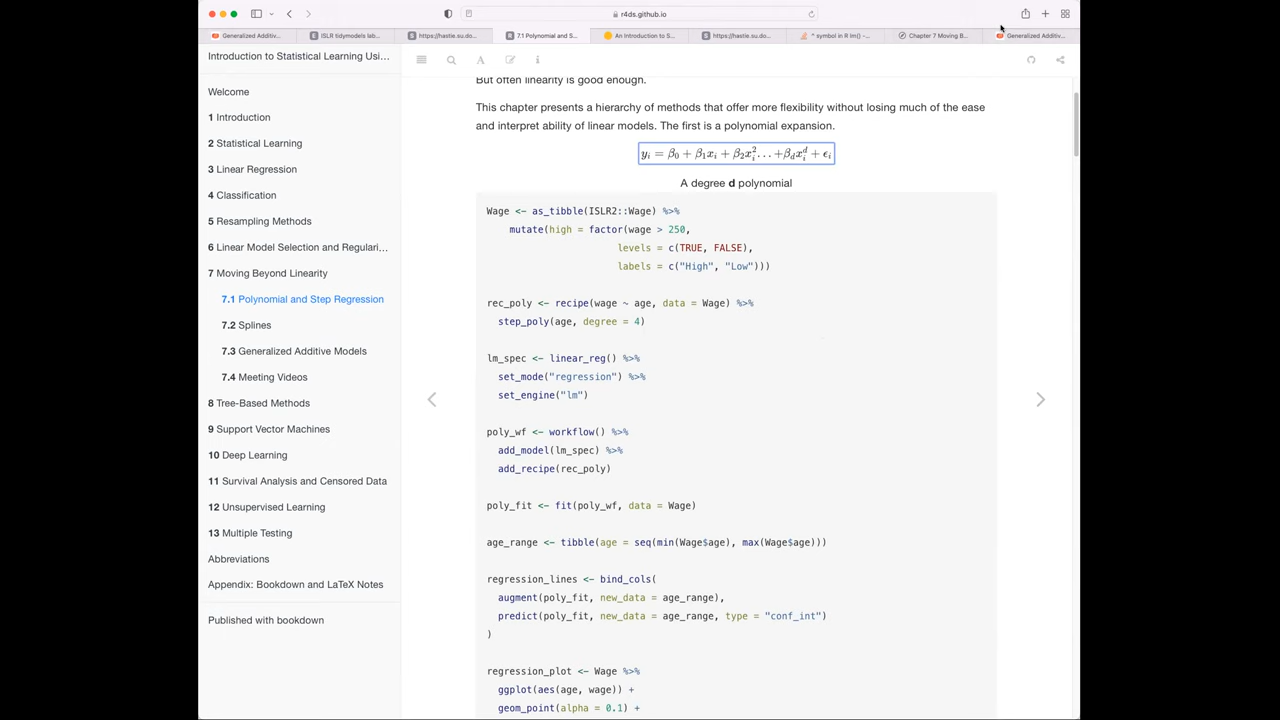 r4ds.github.io
Generalized Additiv...
ISLR tidymodels lab...
https://hastie.su.do...
7.1 Polynomial and S...
An Introduction to S...
https://hastie.su.do...
^ symbol in R lm() -...
Chapter 7 Moving B...
Generalized Additiv...
Introduction to Statistical Learning Usi...
Welcome
1 Introduction
2 Statistical Learning
3 Linear Regression
4 Classification
5 Resampling Methods
6 Linear Model Selection and Regulari...
7 Moving Beyond Linearity
7.1 Polynomial and Step Regression
7.2 Splines
7.3 Generalized Additive Models
7.4 Meeting Videos
8 Tree-Based Methods
9 Support Vector Machines
10 Deep Learning
11 Survival Analysis and Censored Data
12 Unsupervised Learning
13 Multiple Testing
Abbreviations
Appendix: Bookdown and LaTeX Notes
Published with bookdown
But often linearity is good enough.
This chapter presents a hierarchy of methods that offer more flexibility without losing much of the ease
and interpret ability of linear models. The first is a polynomial expansion.
yᵢ = β₀ + β₁xᵢ + β₂xᵢ² . . . +β_d xᵢᵈ + ϵᵢ
A degree d polynomial
Wage <- as_tibble(ISLR2::Wage) %>%
mutate(high = factor(wage > 250,
levels = c(TRUE, FALSE),
labels = c("High", "Low")))
rec_poly <- recipe(wage ~ age, data = Wage) %>%
step_poly(age, degree = 4)
lm_spec <- linear_reg() %>%
set_mode("regression") %>%
set_engine("lm")
poly_wf <- workflow() %>%
add_model(lm_spec) %>%
add_recipe(rec_poly)
poly_fit <- fit(poly_wf, data = Wage)
age_range <- tibble(age = seq(min(Wage$age), max(Wage$age)))
regression_lines <- bind_cols(
augment(poly_fit, new_data = age_range),
predict(poly_fit, new_data = age_range, type = "conf_int")
)
regression_plot <- Wage %>%
ggplot(aes(age, wage)) +
geom_point(alpha = 0.1) +